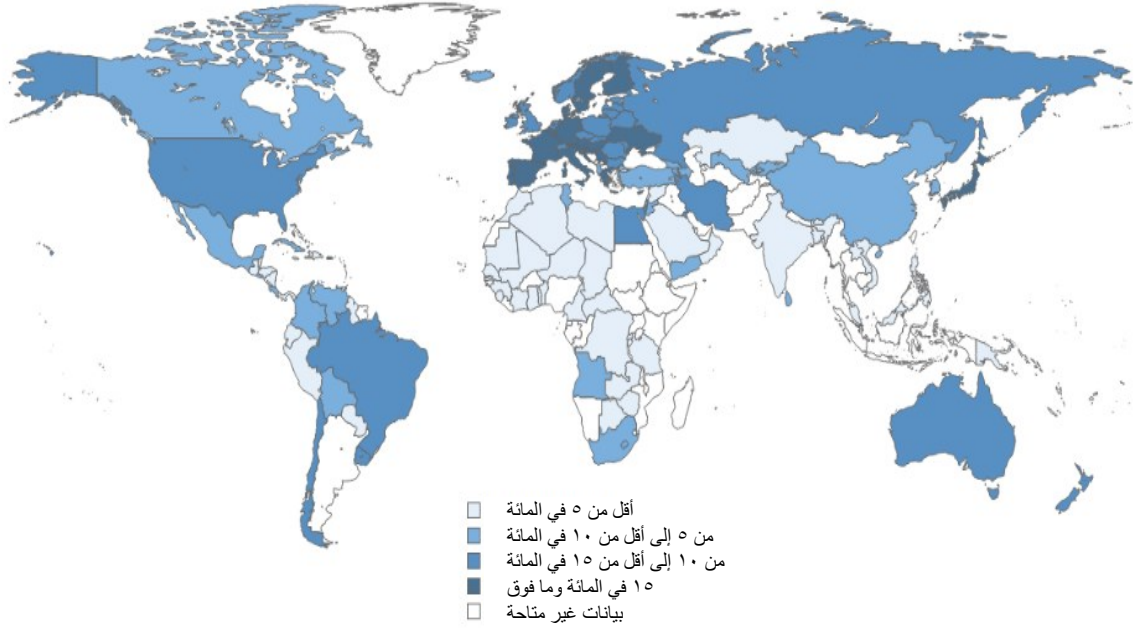 أقل من ٥ في المائة
من ٥ إلى أقل من ١٠ في المائة
من ١٠ إلى أقل من ١٥ في المائة
١٥ في المائة وما فوق
بيانات غير متاحة